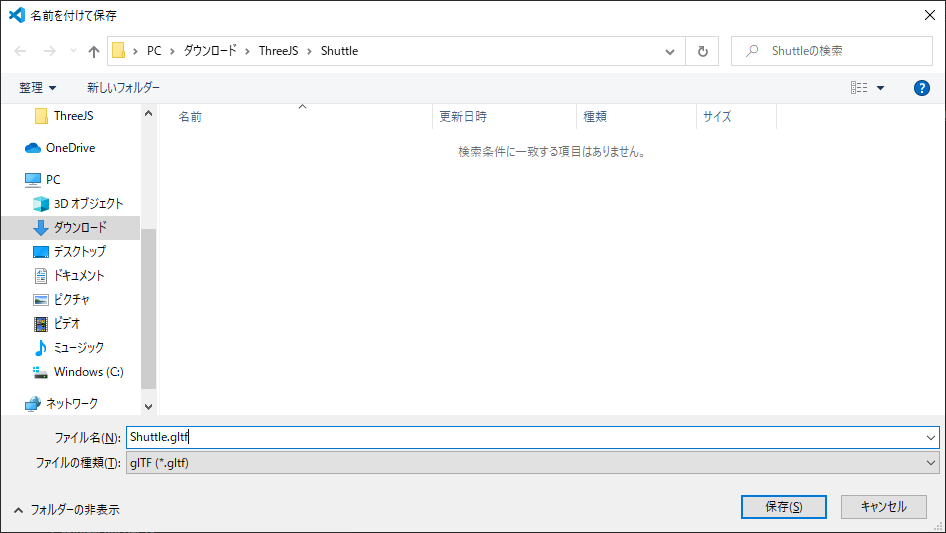 名前を付けて保存
PC > ダウンロード > ThreeJS > Shuttle
Shuttleの検索
整理 新しいフォルダー
名前 更新日時 種類 サイズ
検索条件に一致する項目はありません。
ThreeJS
OneDrive
PC
3D オブジェクト
ダウンロード
デスクトップ
ドキュメント
ピクチャ
ビデオ
ミュージック
Windows (C:)
ネットワーク
ファイル名(N): Shuttle.gltf
ファイルの種類(T): glTF (*.gltf)
フォルダーの非表示
保存(S) キャンセル